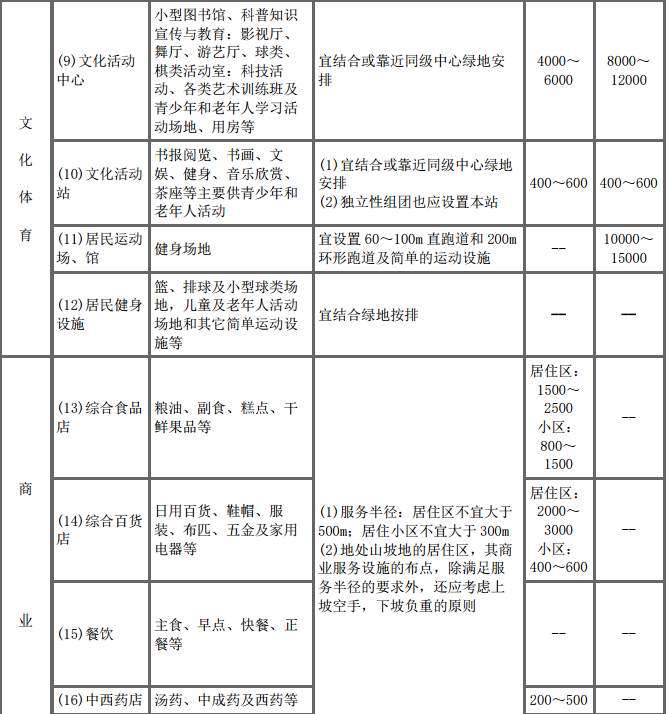 文
化
体
育
(9)文化活动
中心
小型图书馆、科普知识
宣传与教育：影视厅、
舞厅、游艺厅、球类、
棋类活动室：科技活
动、各类艺术训练班及
青少年和老年人学习活
动场地、用房等
宜结合或靠近同级中心绿地安
排
4000～
6000
8000～
12000
(10)文化活动
站
书报阅览、书画、文
娱、健身、音乐欣赏、
茶座等主要供青少年和
老年人活动
(1)宜结合或靠近同级中心绿地
安排
(2)独立性组团也应设置本站
400～600
400～600
(11)居民运动
场、馆
健身场地
宜设置 60～100m 直跑道和 200m
环形跑道及简单的运动设施
--
10000～
15000
(12)居民健身
设施
篮、排球及小型球类场
地，儿童及老年人活动
场地和其它简单运动设
施等
宜结合绿地按排
—
—
商
业
(13)综合食品
店
粮油、副食、糕点、干
鲜果品等
(1)服务半径：居住区不宜大于
500m；居住小区不宜大于 300m
(2)地处山坡地的居住区，其商
业服务设施的布点，除满足服
务半径的要求外，还应考虑上
坡空手，下坡负重的原则
居住区：
1500～
2500
小区：
800～
1500
--
(14)综合百货
店
日用百货、鞋帽、服
装、布匹、五金及家用
电器等
居住区：
2000～
3000
小区：
400～600
--
(15)餐饮
主食、早点、快餐、正
餐等
--
--
(16)中西药店
汤药、中成药及西药等
200～500
--